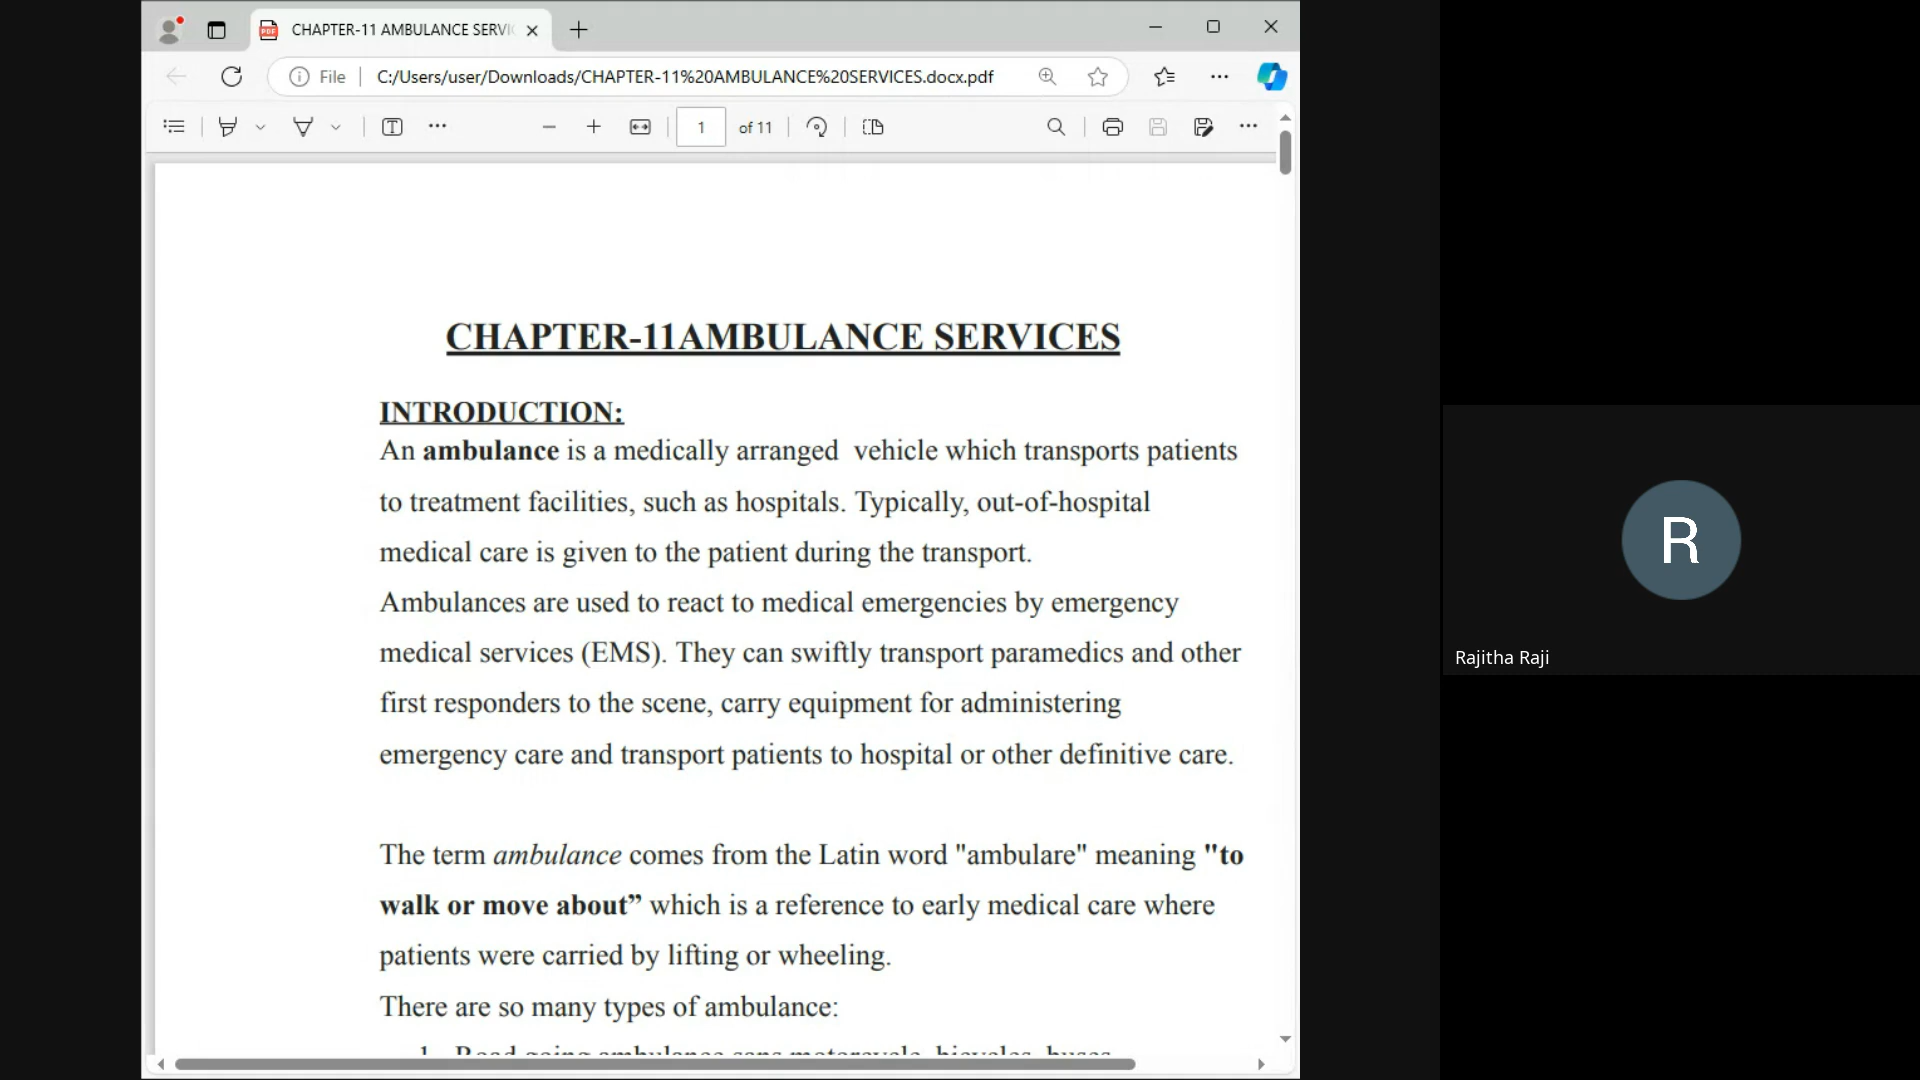 CHAPTER-11 AMBULANCE SERVIC
File
C:/Users/user/Downloads/CHAPTER-11%20AMBULANCE%20SERVICES.docx.pdf
1 of 11
CHAPTER-11AMBULANCE SERVICES
INTRODUCTION:
An ambulance is a medically arranged vehicle which transports patients
to treatment facilities, such as hospitals. Typically, out-of-hospital
medical care is given to the patient during the transport.
Ambulances are used to react to medical emergencies by emergency
medical services (EMS). They can swiftly transport paramedics and other
first responders to the scene, carry equipment for administering
emergency care and transport patients to hospital or other definitive care.
The term ambulance comes from the Latin word "ambulare" meaning "to
walk or move about” which is a reference to early medical care where
patients were carried by lifting or wheeling.
There are so many types of ambulance:
1. Road going ambulance
R
Rajitha Raji